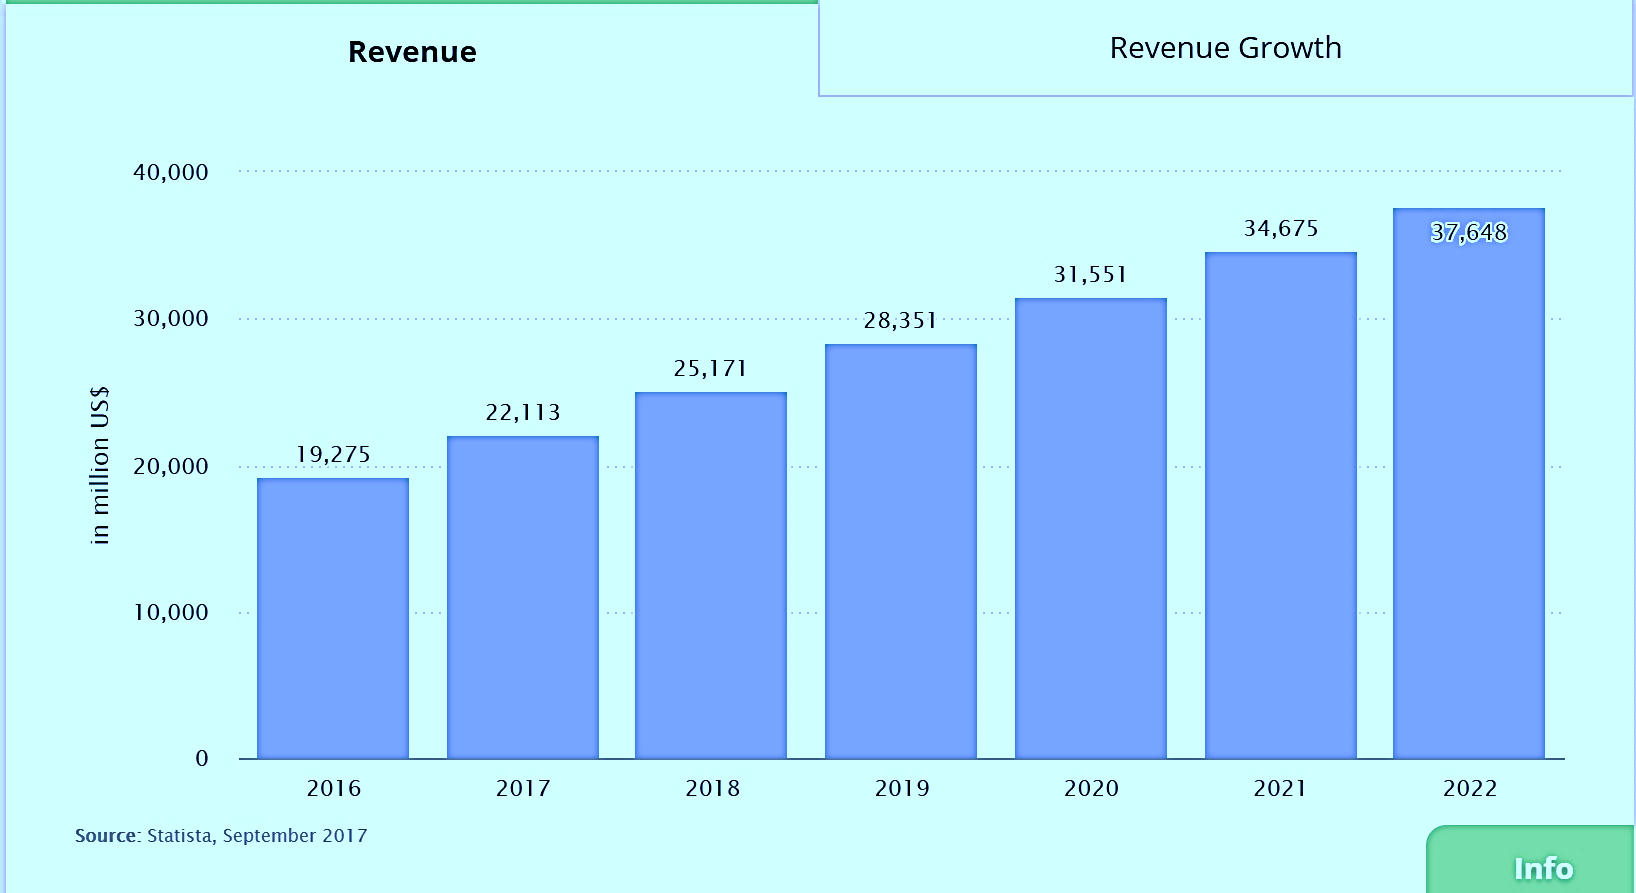 Revenue
Revenue Growth
40,000
30,000
20,000
10,000
0
in million US$
19,275
22,113
25,171
28,351
31,551
34,675
37,648
2016 2017 2018 2019 2020 2021 2022
Source: Statista, September 2017
Info